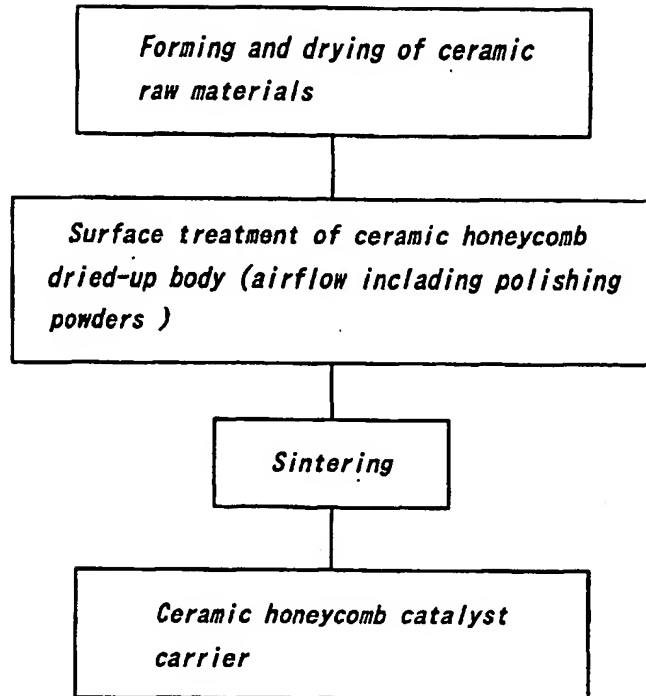 Forming and drying of ceramic
raw materials
Surface treatment of ceramic honeycomb
dried-up body (airflow including polishing
powders )
Sintering
Ceramic honeycomb catalyst
carrier